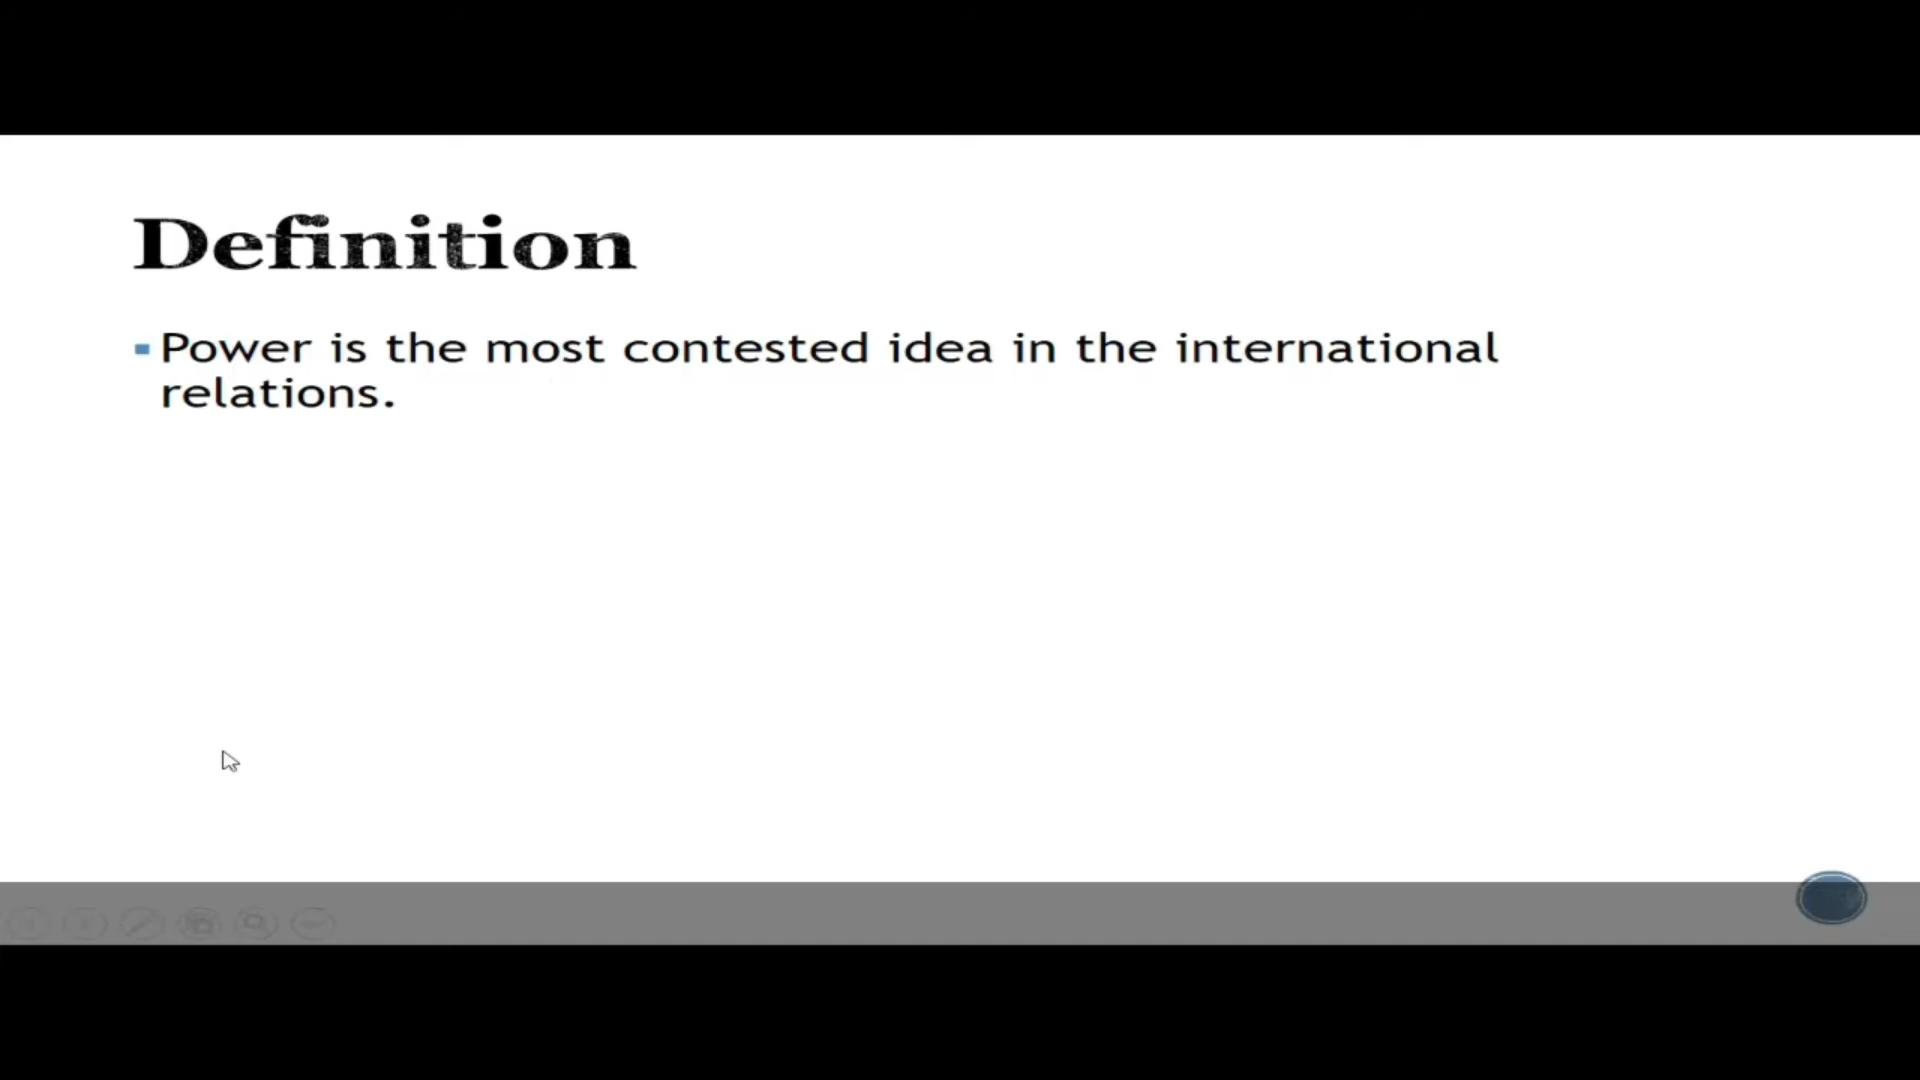 Definition
Power is the most contested idea in the international
relations.